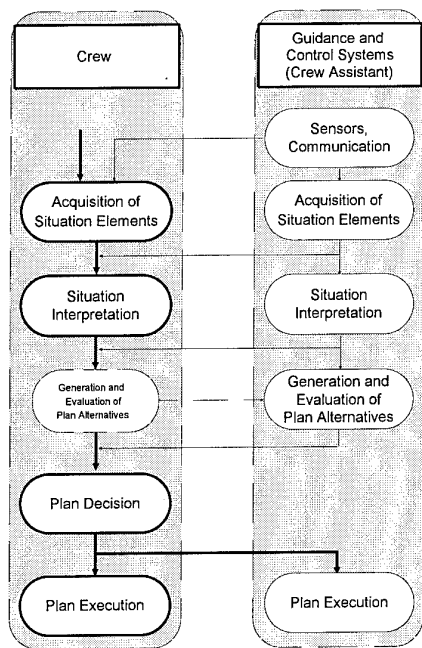 Crew
Acquisition of
Situation Elements
Situation
Interpretation
Generation and
Evaluation of
Plan Alternatives
Plan Decision
Plan Execution
Guidance and
Control Systems
(Crew Assistant)
Sensors,
Communication
Acquisition of
Situation Elements
Situation
Interpretation
Generation and
Evaluation of
Plan Alternatives
Plan Execution